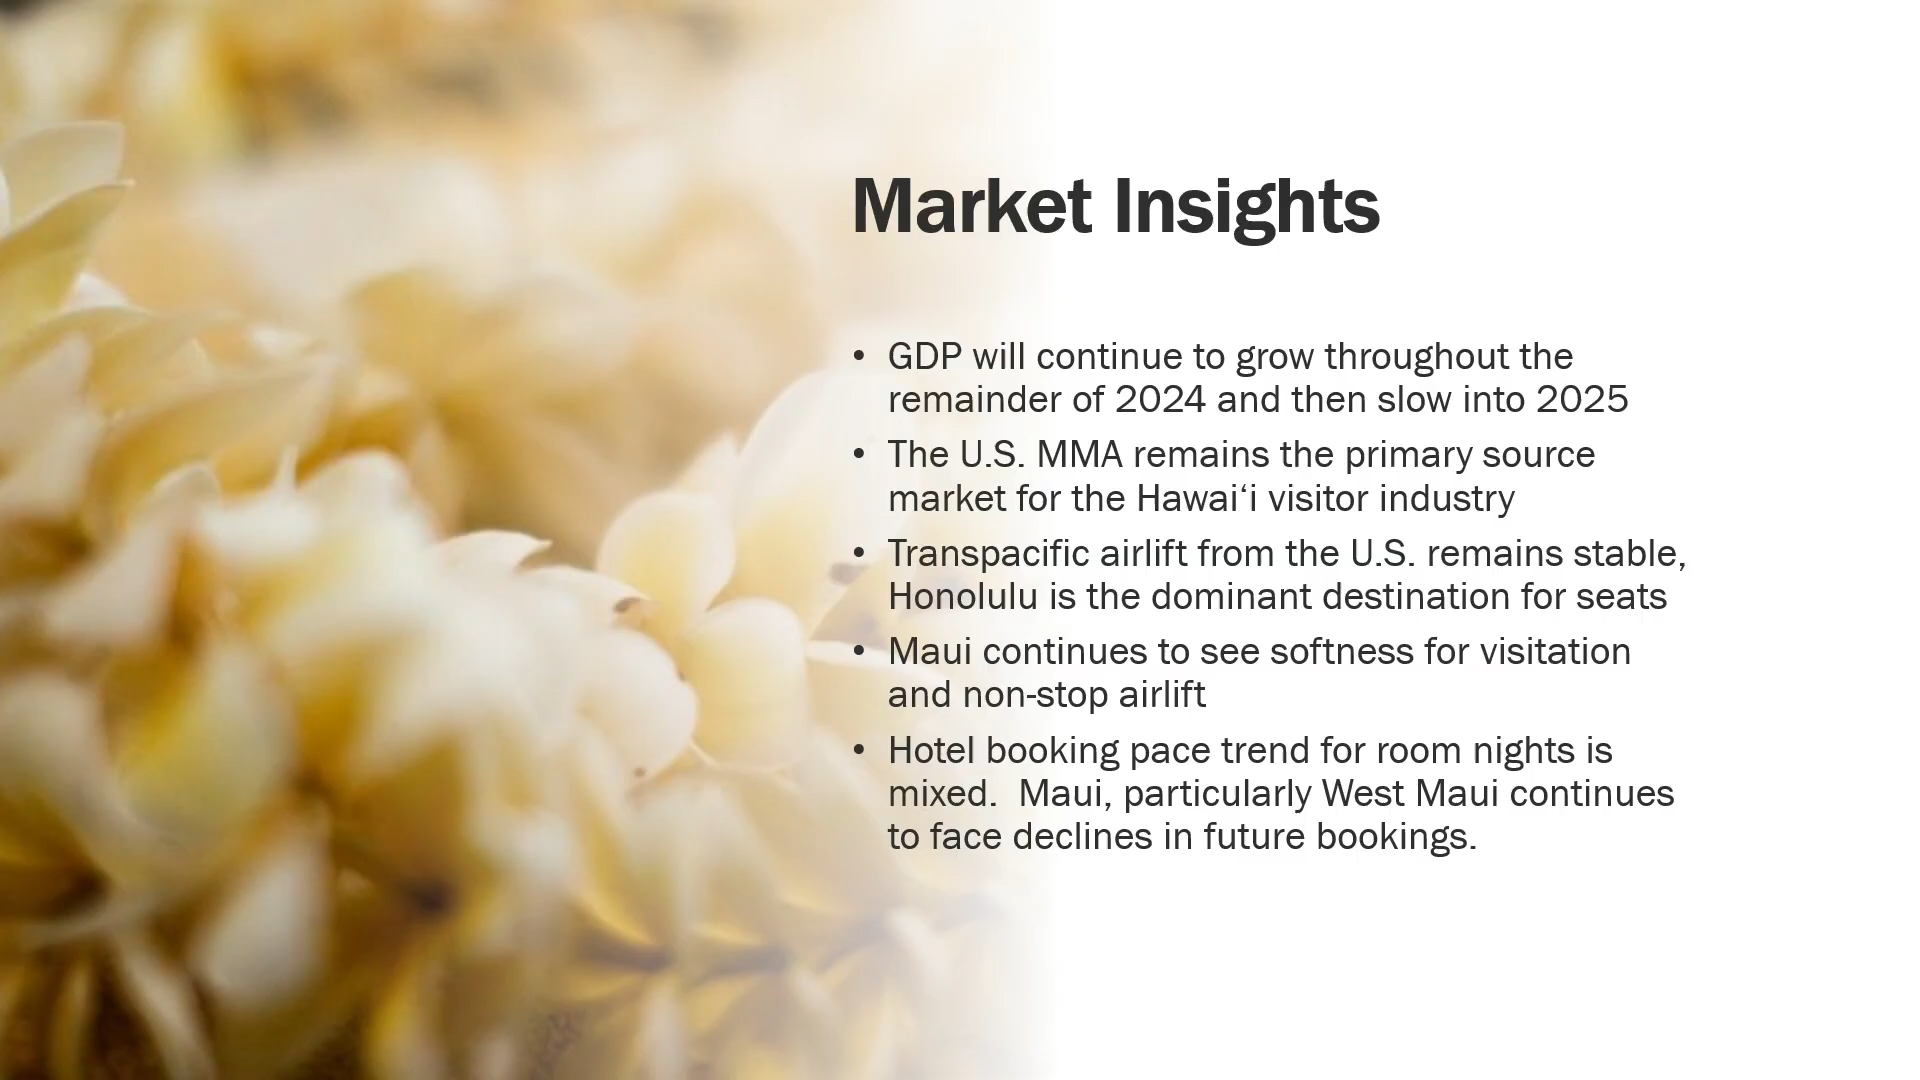 Market Insights
• GDP will continue to grow throughout the
remainder of 2024 and then slow into 2025
• The U.S. MMA remains the primary source
market for the Hawai‘i visitor industry
• Transpacific airlift from the U.S. remains stable,
Honolulu is the dominant destination for seats
• Maui continues to see softness for visitation
and non-stop airlift
• Hotel booking pace trend for room nights is
mixed.  Maui, particularly West Maui continues
to face declines in future bookings.